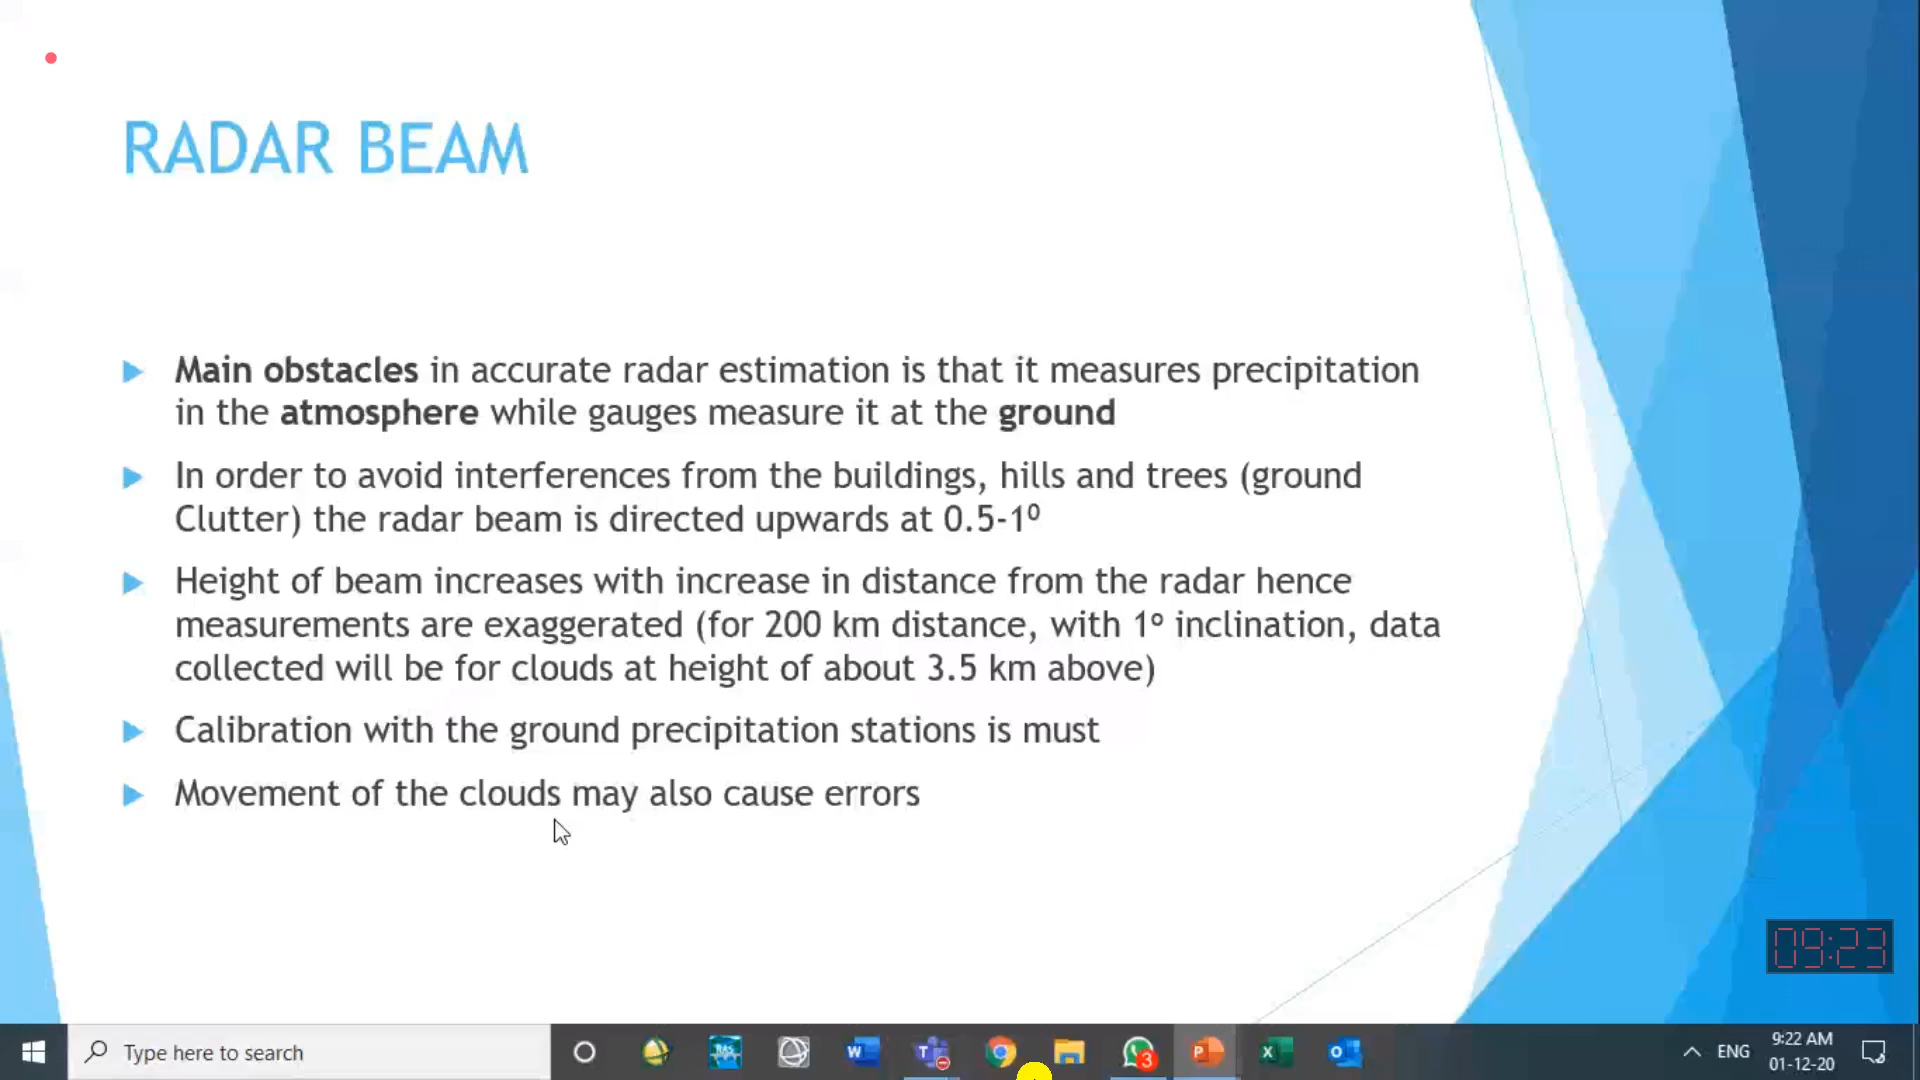 RADAR BEAM
Main obstacles in accurate radar estimation is that it measures precipitation
in the atmosphere while gauges measure it at the ground
In order to avoid interferences from the buildings, hills and trees (ground
Clutter) the radar beam is directed upwards at 0.5-1⁰
Height of beam increases with increase in distance from the radar hence
measurements are exaggerated (for 200 km distance, with 1º inclination, data
collected will be for clouds at height of about 3.5 km above)
Calibration with the ground precipitation stations is must
Movement of the clouds may also cause errors
09:23
Type here to search
RAS
W
3
P
X
O
ENG
9:22 AM
01-12-20